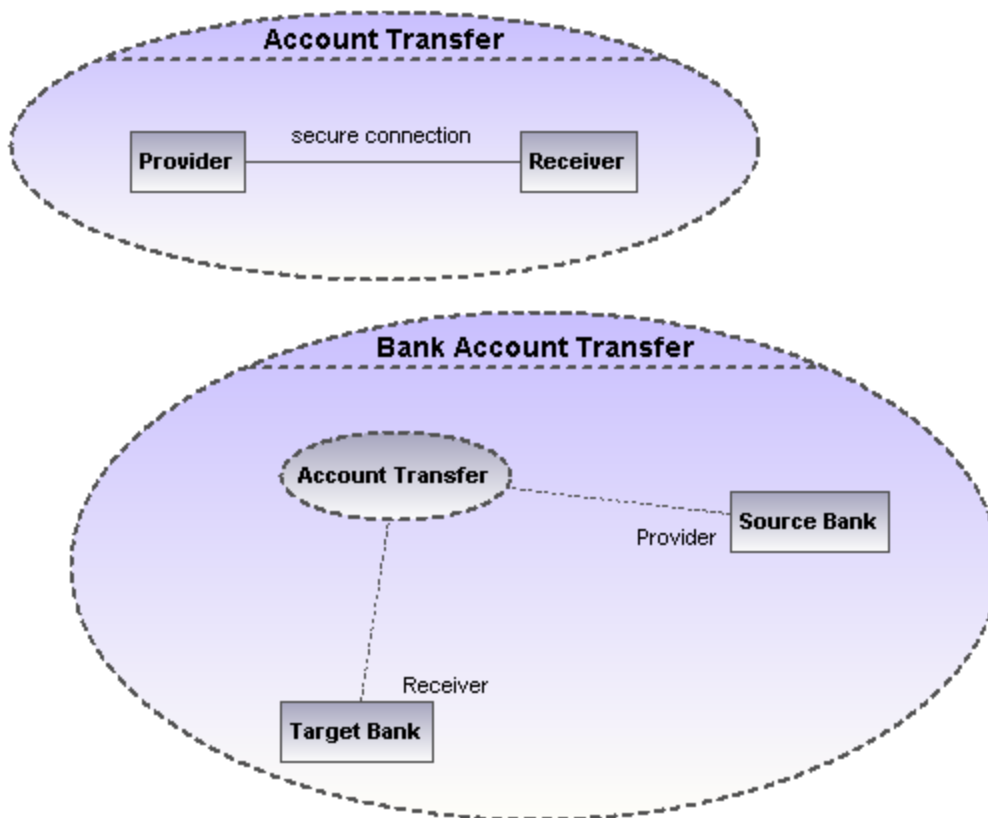 Account Transfer
secure connection
Provider
Receiver
Bank Account Transfer
Account Transfer
Source Bank
Provider
Receiver
Target Bank